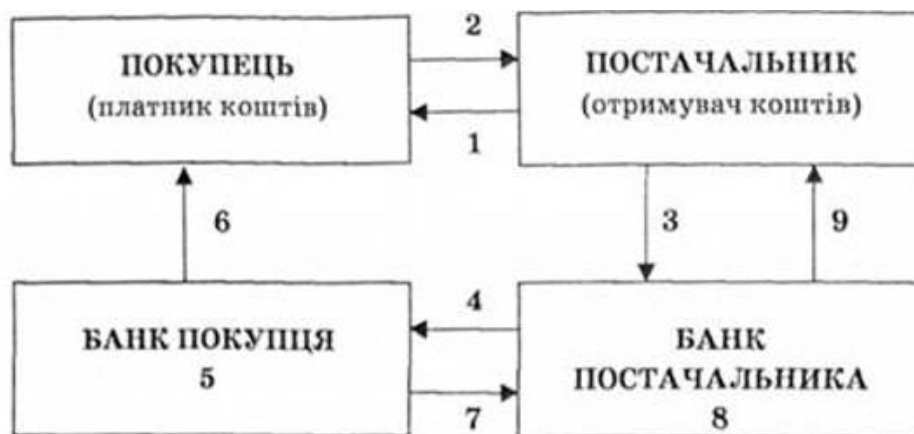 2
ПОКУПЕЦЬ
(платник коштів)
ПОСТАЧАЛЬНИК
(отримувач коштів)
1
6
3
9
БАНК ПОКУПЦЯ
5
4
7
БАНК
ПОСТАЧАЛЬНИКА
8